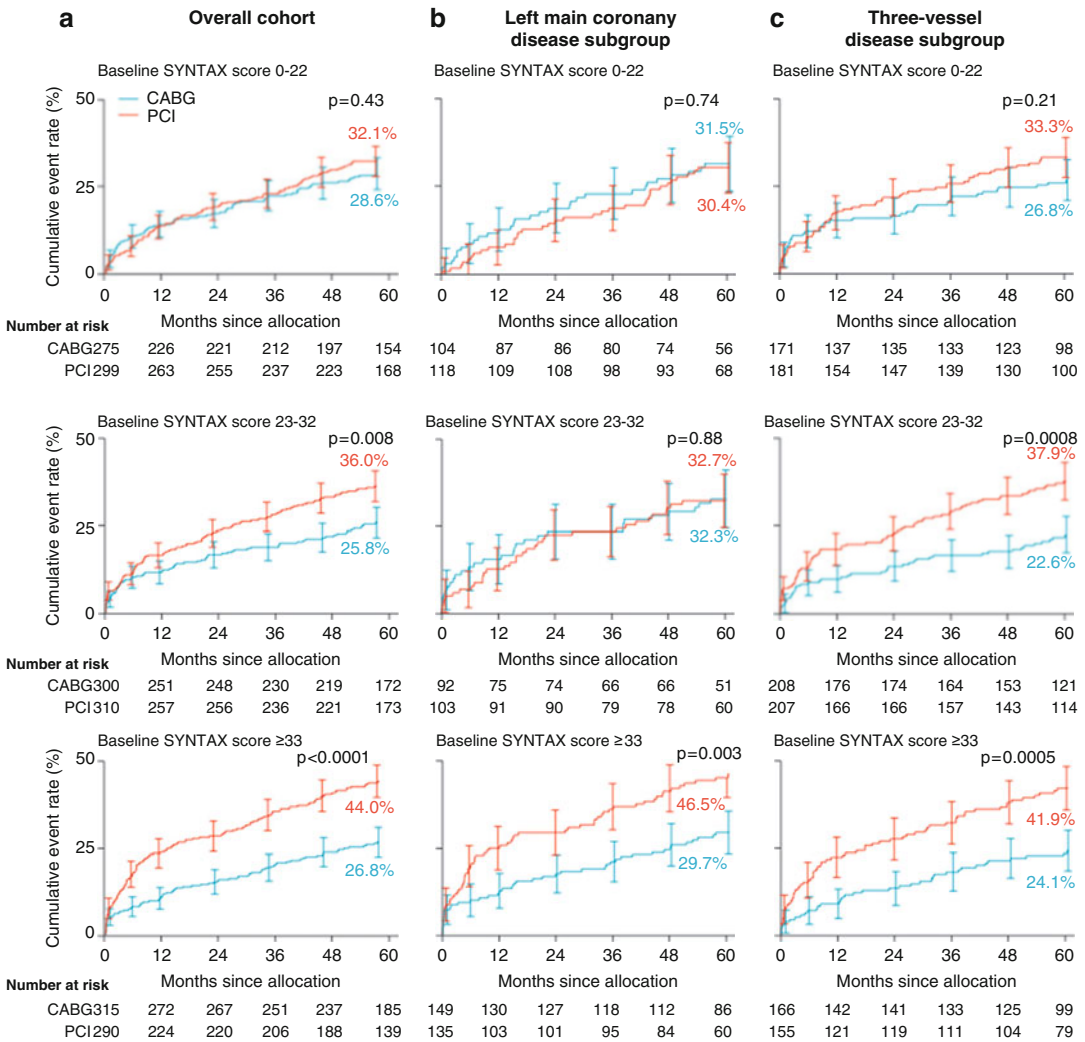 a Overall cohort
b Left main coronany
disease subgroup
c Three-vessel
disease subgroup
Baseline SYNTAX score 0-22
Cumulative event rate (%)
50
25
0
CABG
PCI
p=0.43
32.1%
28.6%
0 12 24 36 48 60
Months since allocation
Baseline SYNTAX score 0-22
p=0.74
31.5%
30.4%
0 12 24 36 48 60
Months since allocation
Baseline SYNTAX score 0-22
p=0.21
33.3%
26.8%
0 12 24 36 48 60
Months since allocation
Number at risk
CABG275 226 221 212 197 154 104 87 86 80 74 56 171 137 135 133 123 98
PCI299 263 255 237 223 168 118 109 108 98 93 68 181 154 147 139 130 100
Baseline SYNTAX score 23-32
Cumulative event rate (%)
50
25
0
p=0.008
36.0%
25.8%
0 12 24 36 48 60
Months since allocation
Baseline SYNTAX score 23-32
p=0.88
32.7%
32.3%
0 12 24 36 48 60
Months since allocation
Baseline SYNTAX score 23-32
p=0.0008
37.9%
22.6%
0 12 24 36 48 60
Months since allocation
Number at risk
CABG300 251 248 230 219 172 92 75 74 66 66 51 208 176 174 164 153 121
PCI310 257 256 236 221 173 103 91 90 79 78 60 207 166 166 157 143 114
Baseline SYNTAX score ≥33
Cumulative event rate (%)
50
25
0
p<0.0001
44.0%
26.8%
0 12 24 36 48 60
Months since allocation
Baseline SYNTAX score ≥33
p=0.003
46.5%
29.7%
0 12 24 36 48 60
Months since allocation
Baseline SYNTAX score ≥33
p=0.0005
41.9%
24.1%
0 12 24 36 48 60
Months since allocation
Number at risk
CABG315 272 267 251 237 185 149 130 127 118 112 86 166 142 141 133 125 99
PCI290 224 220 206 188 139 135 103 101 95 84 60 155 121 119 111 104 79